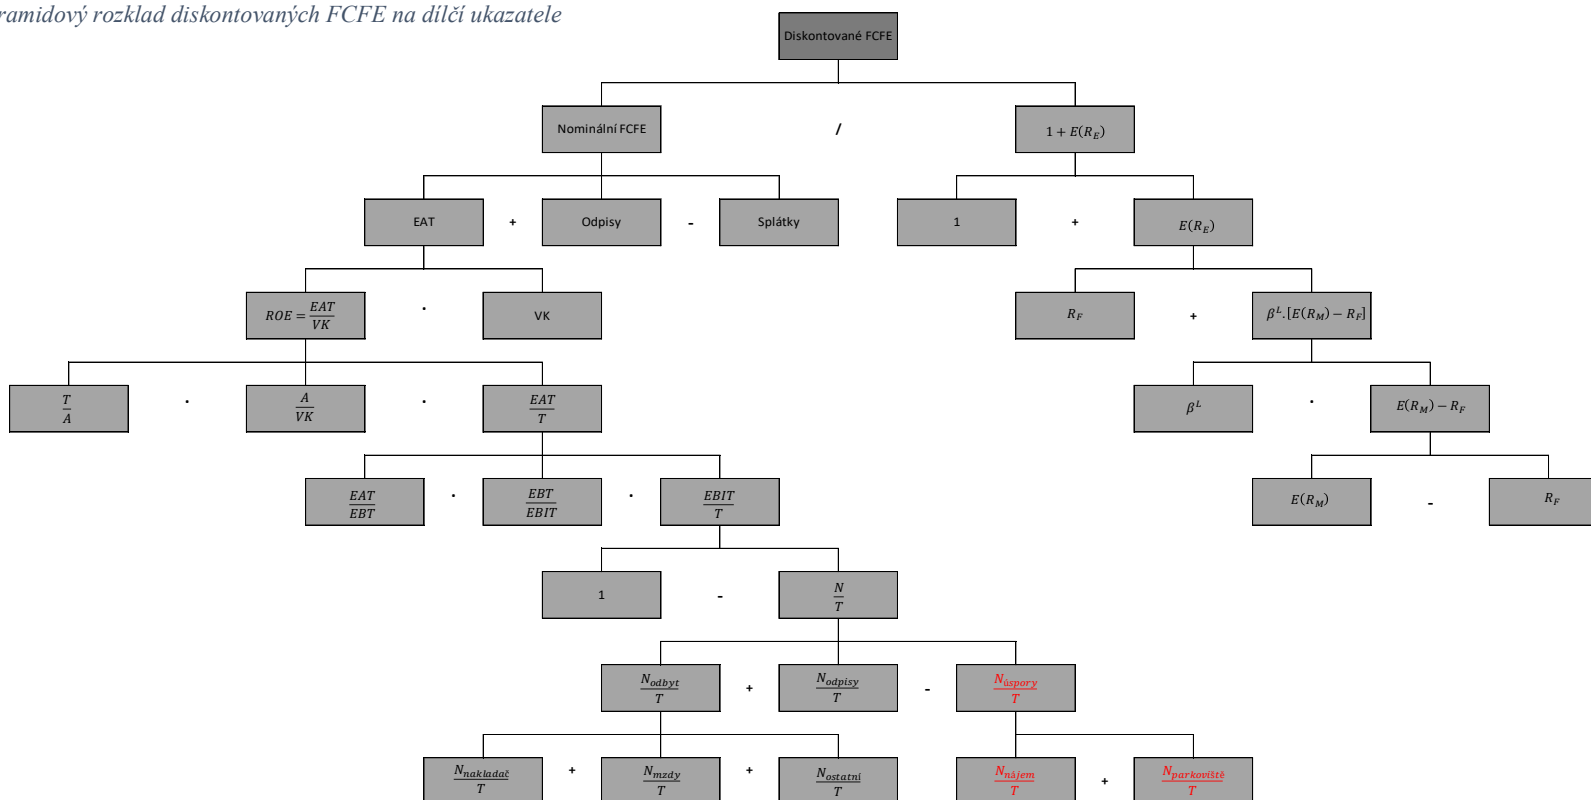 ramidový rozklad diskontovaných FCFE na dílčí ukazatele
Diskontované FCFE
Nominální FCFE / 1 + E(R_E)
EAT + Odpisy - Splátky 1 + E(R_E)
ROE = EAT/VK · VK R_F + β^L.[E(R_M) − R_F]
T/A · A/VK · EAT/T β^L · E(R_M) − R_F
EAT/EBT · EBT/EBIT · EBIT/T E(R_M) - R_F
1 - N/T
N_odbyt/T + N_odpisy/T - N_úspory/T
N_nakladač/T + N_mzdy/T + N_ostatní/T N_nájem/T + N_parkoviště/T